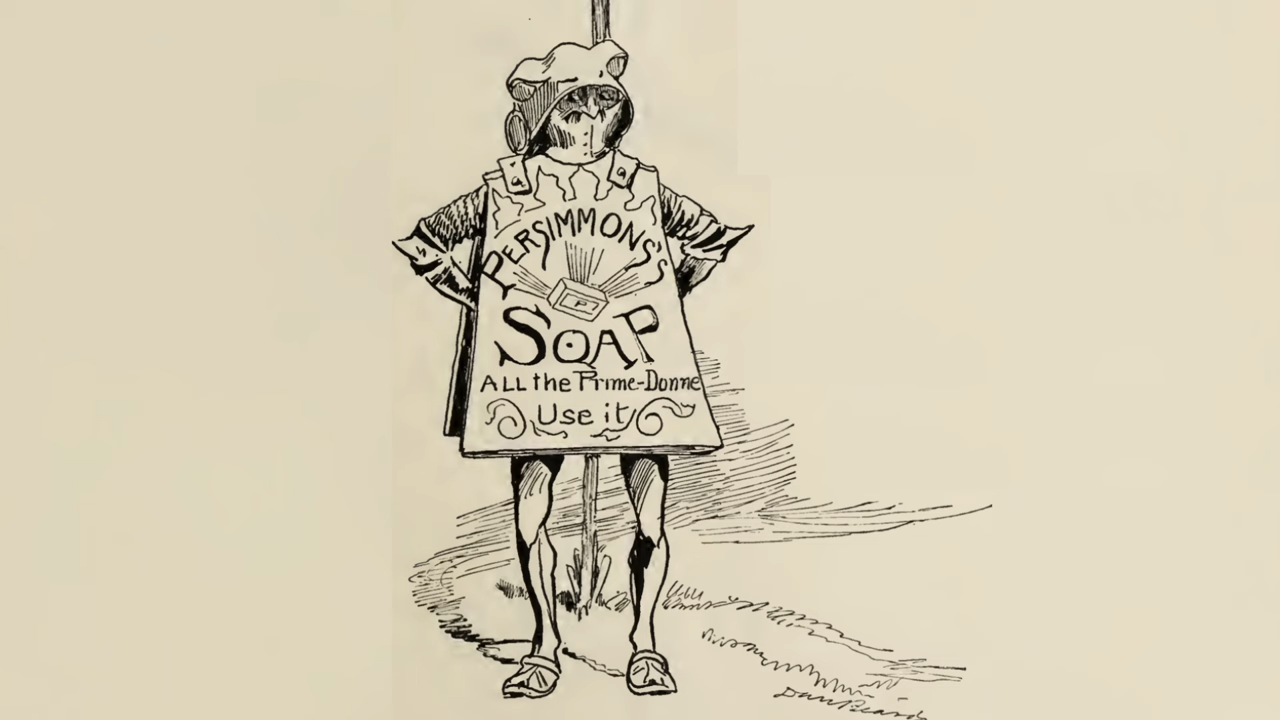 PERSIMMONS'S
P
SOAP
ALL the Prime-Donne
Use it
Dan Beard